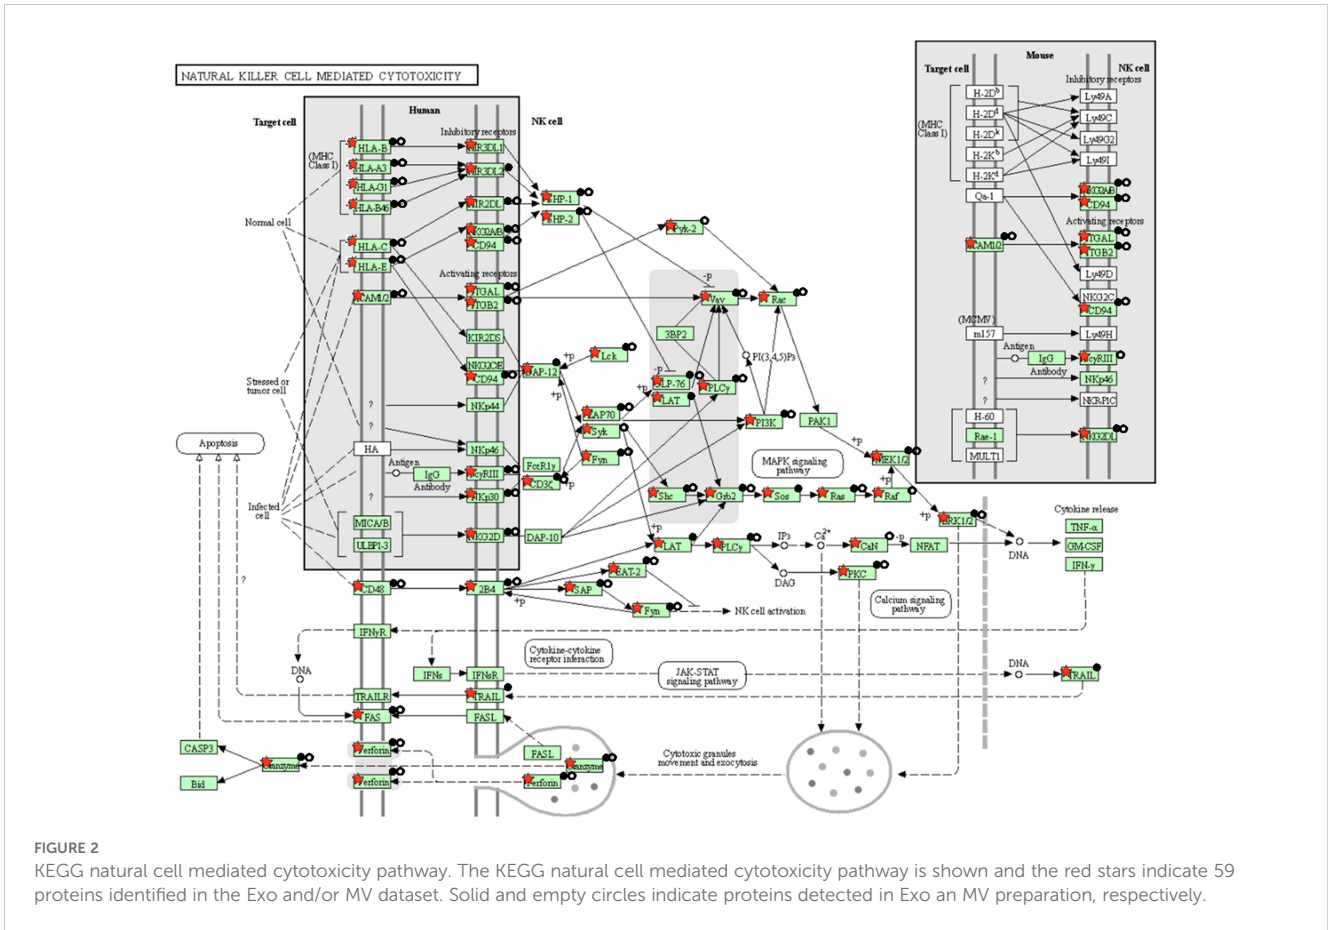 NATURAL KILLER CELL MEDIATED CYTOTOXICITY
Target cell
Human
NK cell
Inhibitory receptors
(MHC
Class I)
HLA-B
HLA-A3
HLA-G1
HLA-B46
HLA-C
HLA-E
Normal cell
Stressed or
tumor cell
Infected
cell
KIR2DS
NKG2C/E
CD94
NKG2A/B
CD94
Activating receptors
ITGAL
ITGB2
ICAM1/2
KIR3DL1
KIR3DL2
KIR2DL
NKp44
NKp46
HA
?
?
?
?
Antigen
IgG
Antibody
FcγRIII
NKp30
MICA/B
ULBP1-3
NKG2D
CD48
2B4
SHP-1
SHP-2
Pyk-2
Vav
Rac
3BP2
-p
-p
PI(3,4,5)P3
SLP-76
LAT
PLCγ
PI3K
PAK1
Lck
+p
DAP-12
+p
ZAP70
Syk
+p
Fyn
FcεR1γ
CD3ζ
+p
DAP-10
Shc
Grb2
Sos
Ras
Raf
+p
MEK1/2
+p
+p
ERK1/2
MAPK signaling
pathway
+p
LAT
PLCγ
IP3
Ca2+
CaN
-p
NFAT
DNA
DAG
PKC
EAT-2
SAP
Fyn
+p
NK cell activation
Calcium signaling
pathway
Cytokine release
TNF-α
GM-CSF
IFN-γ
Apoptosis
IFNγR
DNA
Cytokine-cytokine
receptor interaction
IFNs
IFNsR
JAK-STAT
signaling pathway
DNA
TRAIL
TRAILR
TRAIL
FAS
FASL
CASP3
Bid
Granzyme
Perforin
Perforin
FASL
Granzyme
Perforin
Cytotoxic granules
movement and exocytosis
Mouse
Target cell
NK cell
Inhibitory receptors
(MHC
Class I)
H-2Db
H-2Dd
H-2Dk
H-2Kb
H-2Kd
Qa-1
Ly49A
Ly49C
Ly49G2
Ly49I
NKG2A/B
CD94
Activating receptors
ICAM1/2
ITGAL
ITGB2
Ly49D
NKG2C
CD94
(MCMV)
m157
Ly49H
Antigen
IgG
Antibody
FcγRIII
?
NKp46
?
NKRP1C
H-60
Rae-1
MULT1
NKG2DL
FIGURE 2
KEGG natural cell mediated cytotoxicity pathway. The KEGG natural cell mediated cytotoxicity pathway is shown and the red stars indicate 59
proteins identified in the Exo and/or MV dataset. Solid and empty circles indicate proteins detected in Exo an MV preparation, respectively.